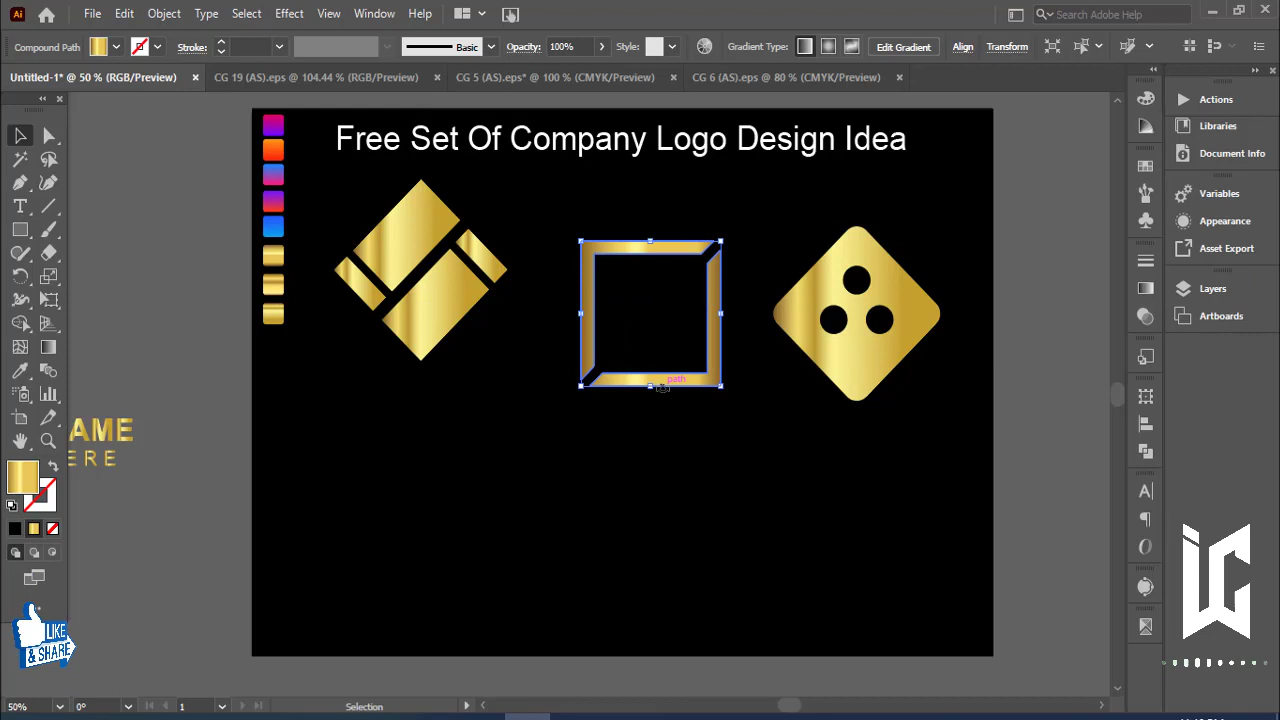 Ai File Edit Object Type Select Effect View Window Help Search Adobe Help
Compound Path Stroke: Basic Opacity: 100% Style: Gradient Type: Edit Gradient Align Transform
Untitled-1* @ 50 % (RGB/Preview) × CG 19 (AS).eps @ 104.44 % (RGB/Preview) × CG 5 (AS).eps* @ 100 % (CMYK/Preview) × CG 6 (AS).eps @ 80 % (CMYK/Preview) ×
Actions
Libraries
Document Info
Variables
Appearance
Asset Export
Layers
Artboards
Free Set Of Company Logo Design Idea
path
AME
ERE
LIKE
& SHARE
50% 0° 1 Selection